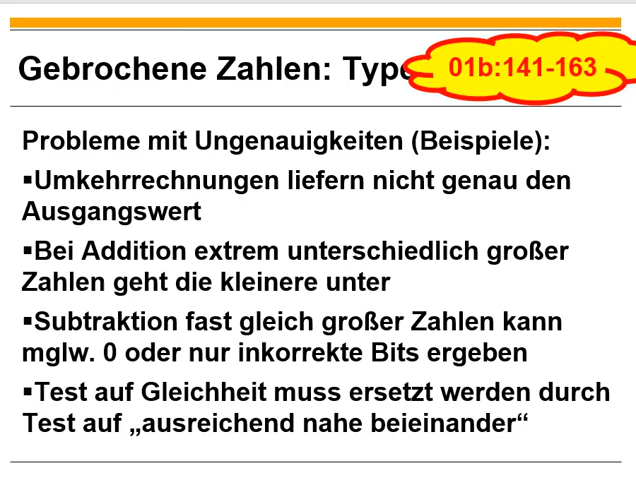 Gebrochene Zahlen: Type
01b:141-163
Probleme mit Ungenauigkeiten (Beispiele):
▪Umkehrrechnungen liefern nicht genau den
Ausgangswert
▪Bei Addition extrem unterschiedlich großer
Zahlen geht die kleinere unter
▪Subtraktion fast gleich großer Zahlen kann
mglw. 0 oder nur inkorrekte Bits ergeben
▪Test auf Gleichheit muss ersetzt werden durch
Test auf „ausreichend nahe beieinander“